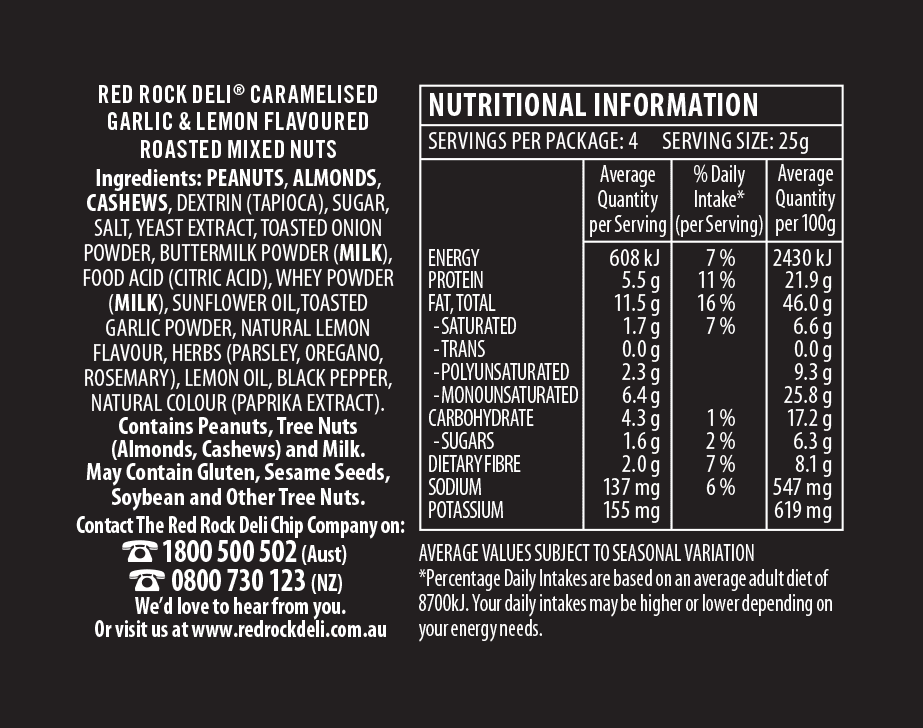 RED ROCK DELI® CARAMELISED
GARLIC & LEMON FLAVOURED
ROASTED MIXED NUTS
Ingredients: PEANUTS, ALMONDS,
CASHEWS, DEXTRIN (TAPIOCA), SUGAR,
SALT, YEAST EXTRACT, TOASTED ONION
POWDER, BUTTERMILK POWDER (MILK),
FOOD ACID (CITRIC ACID), WHEY POWDER
(MILK), SUNFLOWER OIL,TOASTED
GARLIC POWDER, NATURAL LEMON
FLAVOUR, HERBS (PARSLEY, OREGANO,
ROSEMARY), LEMON OIL, BLACK PEPPER,
NATURAL COLOUR (PAPRIKA EXTRACT).
Contains Peanuts, Tree Nuts
(Almonds, Cashews) and Milk.
May Contain Gluten, Sesame Seeds,
Soybean and Other Tree Nuts.
Contact The Red Rock Deli Chip Company on:
☎ 1800 500 502 (Aust)
☎ 0800 730 123 (NZ)
We'd love to hear from you.
Or visit us at www.redrockdeli.com.au
NUTRITIONAL INFORMATION
SERVINGS PER PACKAGE: 4 SERVING SIZE: 25g
Average % Daily Average
Quantity Intake* Quantity
per Serving (per Serving) per 100g
ENERGY 608 kJ 7 % 2430 kJ
PROTEIN 5.5 g 11 % 21.9 g
FAT, TOTAL 11.5 g 16 % 46.0 g
- SATURATED 1.7 g 7 % 6.6 g
- TRANS 0.0 g 0.0 g
- POLYUNSATURATED 2.3 g 9.3 g
- MONOUNSATURATED 6.4 g 25.8 g
CARBOHYDRATE 4.3 g 1 % 17.2 g
- SUGARS 1.6 g 2 % 6.3 g
DIETARY FIBRE 2.0 g 7 % 8.1 g
SODIUM 137 mg 6 % 547 mg
POTASSIUM 155 mg 619 mg
AVERAGE VALUES SUBJECT TO SEASONAL VARIATION
*Percentage Daily Intakes are based on an average adult diet of
8700kJ. Your daily intakes may be higher or lower depending on
your energy needs.